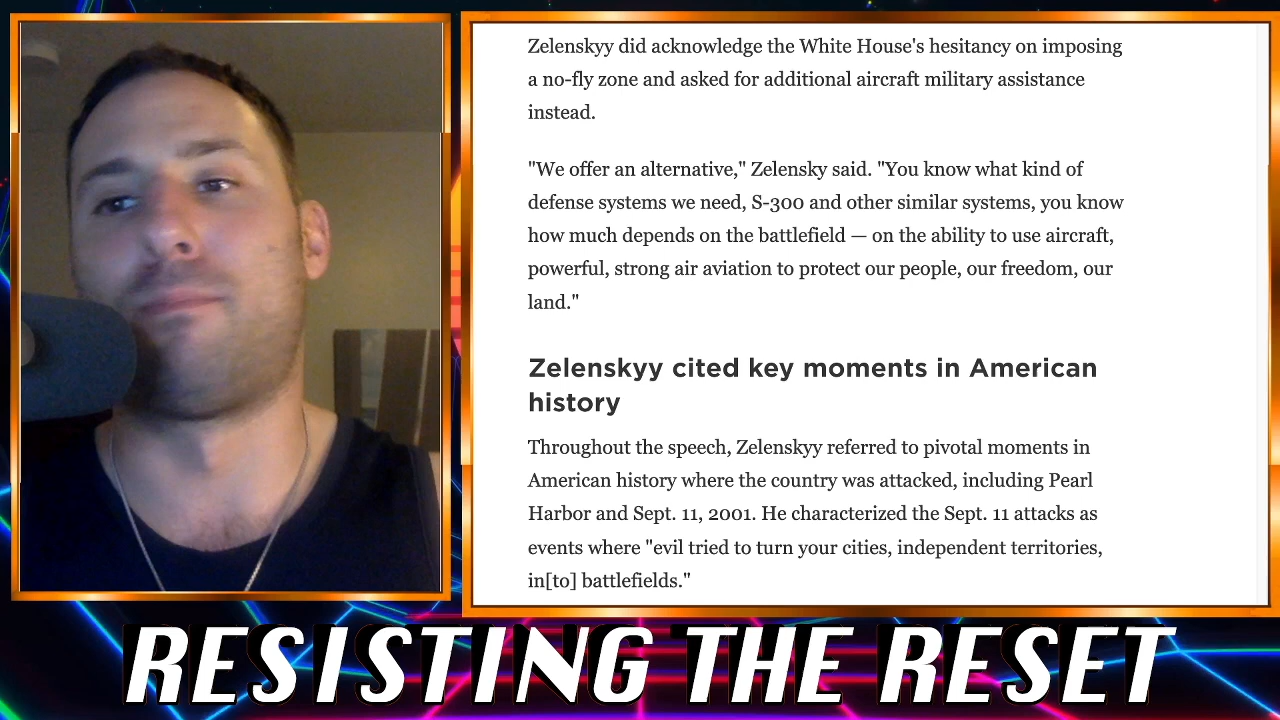 Zelenskyy did acknowledge the White House's hesitancy on imposing
a no-fly zone and asked for additional aircraft military assistance
instead.
"We offer an alternative," Zelensky said. "You know what kind of
defense systems we need, S-300 and other similar systems, you know
how much depends on the battlefield — on the ability to use aircraft,
powerful, strong air aviation to protect our people, our freedom, our
land."
Zelenskyy cited key moments in American
history
Throughout the speech, Zelenskyy referred to pivotal moments in
American history where the country was attacked, including Pearl
Harbor and Sept. 11, 2001. He characterized the Sept. 11 attacks as
events where "evil tried to turn your cities, independent territories,
in[to] battlefields."
RESISTING THE RESET